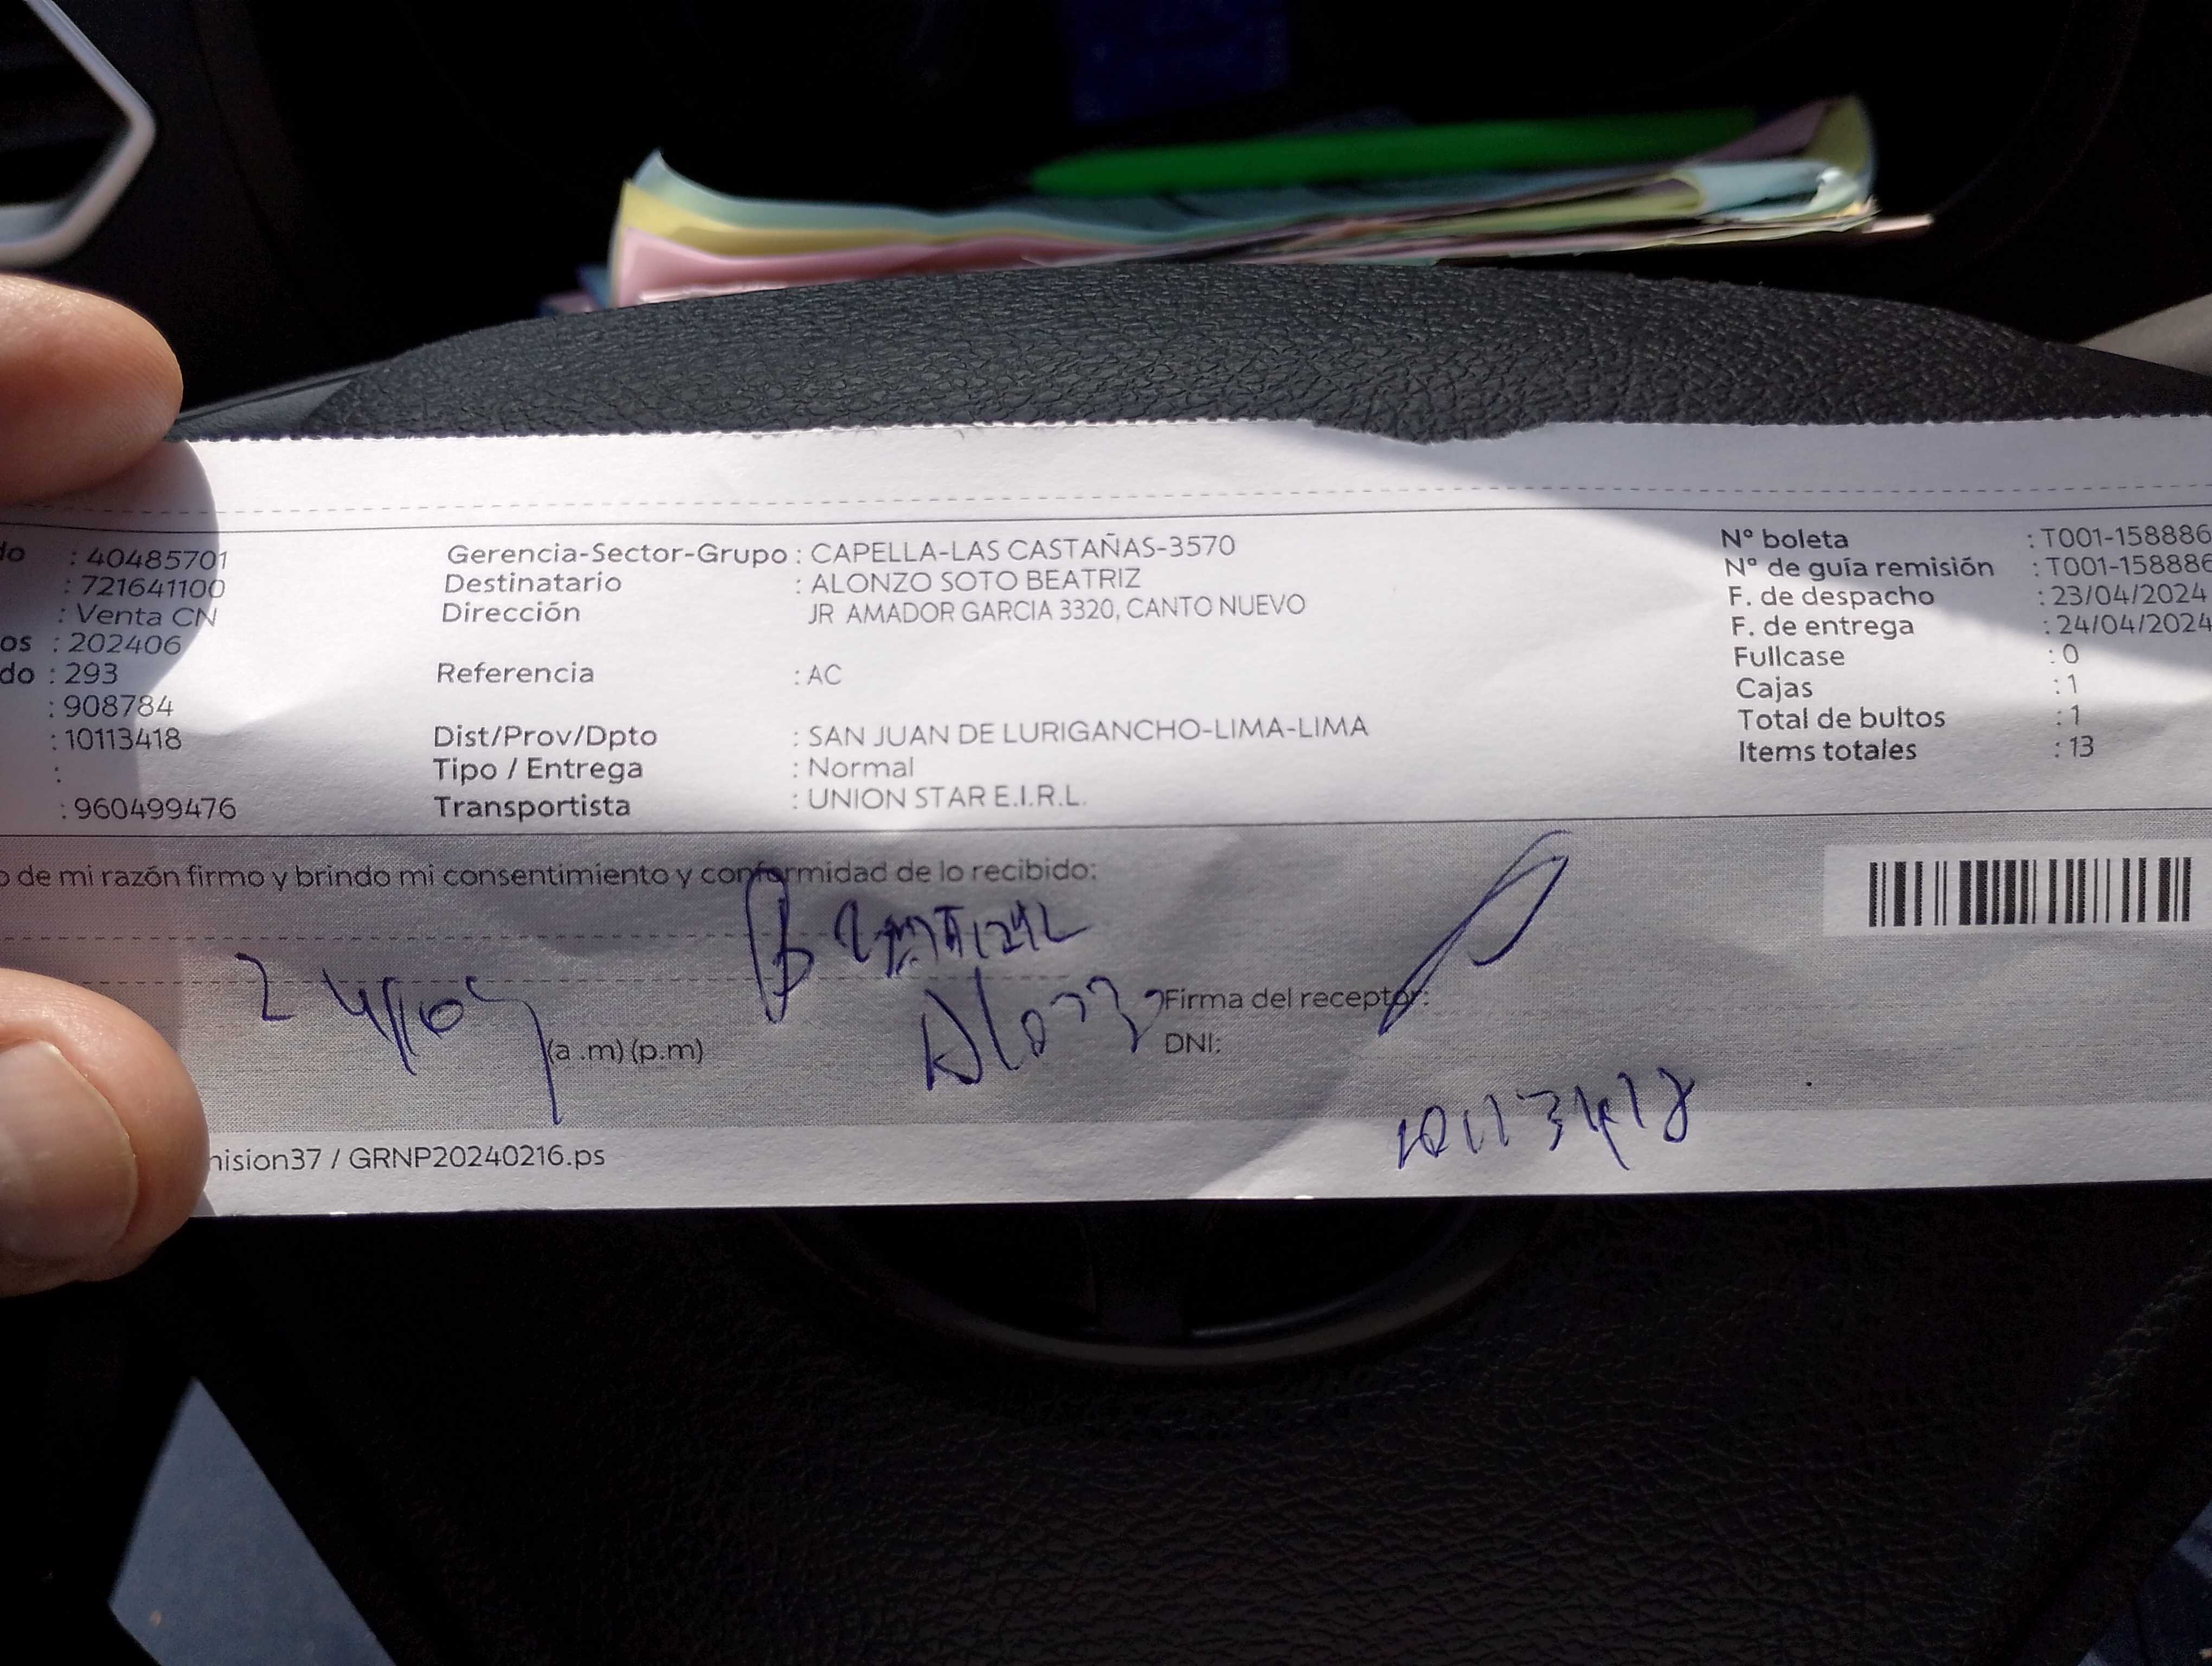 do : 40485701
: 721641100
: Venta CN
os : 202406
do : 293
: 908784
: 10113418
:
: 960499476
Gerencia-Sector-Grupo : CAPELLA-LAS CASTAÑAS-3570
Destinatario : ALONZO SOTO BEATRIZ
Dirección JR AMADOR GARCIA 3320, CANTO NUEVO
Referencia : AC
Dist/Prov/Dpto : SAN JUAN DE LURIGANCHO-LIMA-LIMA
Tipo / Entrega : Normal
Transportista : UNION STAR E.I.R.L.
N° boleta : T001-158886
N° de guía remisión : T001-158886
F. de despacho : 23/04/2024
F. de entrega : 24/04/2024
Fullcase : 0
Cajas : 1
Total de bultos : 1
Items totales : 13
o de mi razón firmo y brindo mi consentimiento y conformidad de lo recibido:
Beatriz
Alonzo
Firma del receptor:
(a .m) (p.m)
DNI:
10113418
nision37 / GRNP20240216.ps